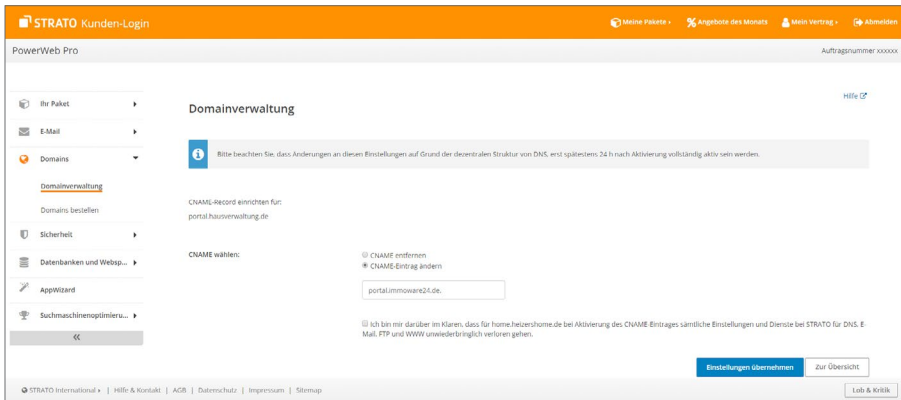 STRATO Kunden-Login
Meine Pakete
Angebote des Monats
Mein Vertrag
Abmelden
PowerWeb Pro
Auftragsnummer xxxxxx
Hilfe
Ihr Paket
E-Mail
Domains
Domainverwaltung
Domains bestellen
Sicherheit
Datenbanken und Websp...
AppWizard
Suchmaschinenoptimieru...
«
Domainverwaltung
Bitte beachten Sie, dass Änderungen an diesen Einstellungen auf Grund der dezentralen Struktur von DNS, erst spätestens 24 h nach Aktivierung vollständig aktiv sein werden.
CNAME-Record einrichten für:
portal.hausverwaltung.de
CNAME wählen:
CNAME entfernen
CNAME-Eintrag ändern
portal.immoware24.de.
Ich bin mir darüber im Klaren, dass für home.heizershome.de bei Aktivierung des CNAME-Eintrages sämtliche Einstellungen und Dienste bei STRATO für DNS, E-
Mail, FTP und WWW unwiederbringlich verloren gehen.
Einstellungen übernehmen
Zur Übersicht
STRATO International | Hilfe & Kontakt | AGB | Datenschutz | Impressum | Sitemap
Lob & Kritik